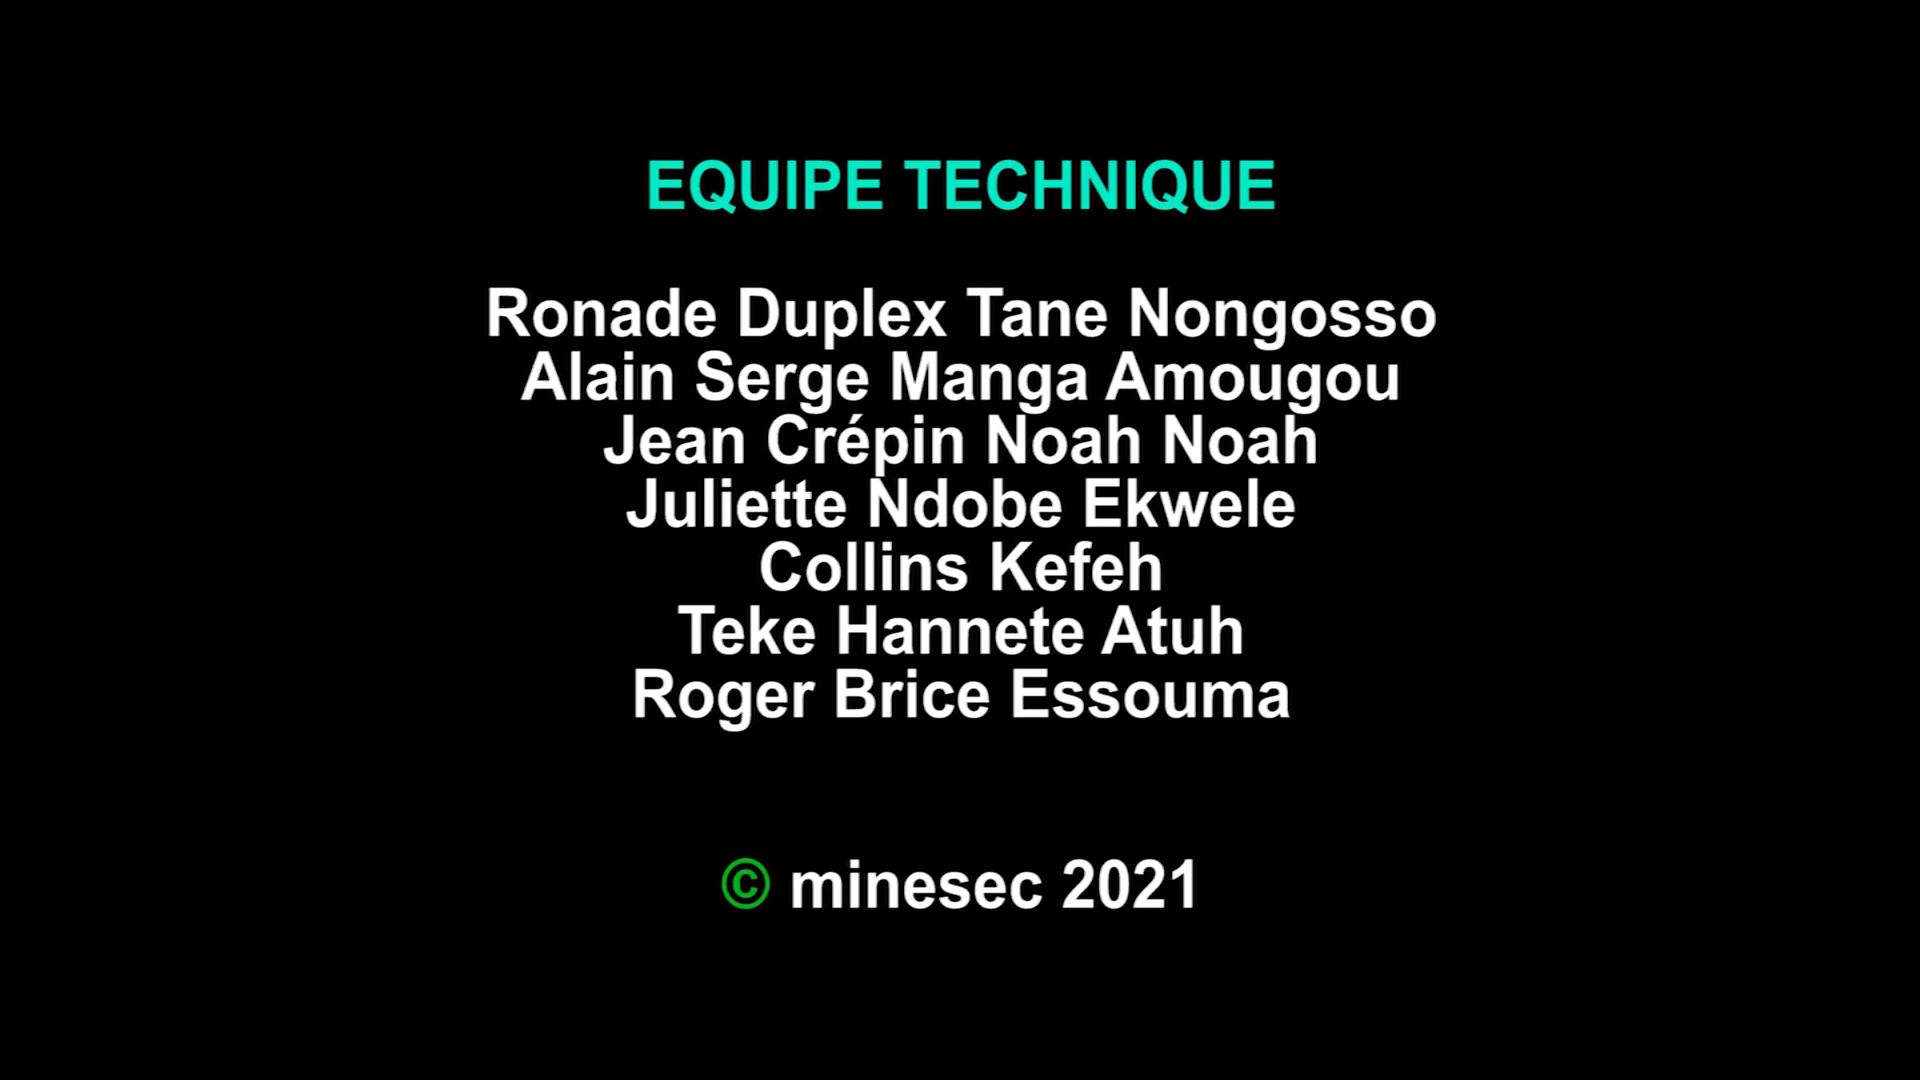 EQUIPE TECHNIQUE
Ronade Duplex Tane Nongosso
Alain Serge Manga Amougou
Jean Crépin Noah Noah
Juliette Ndobe Ekwele
Collins Kefeh
Teke Hannete Atuh
Roger Brice Essouma
© minesec 2021